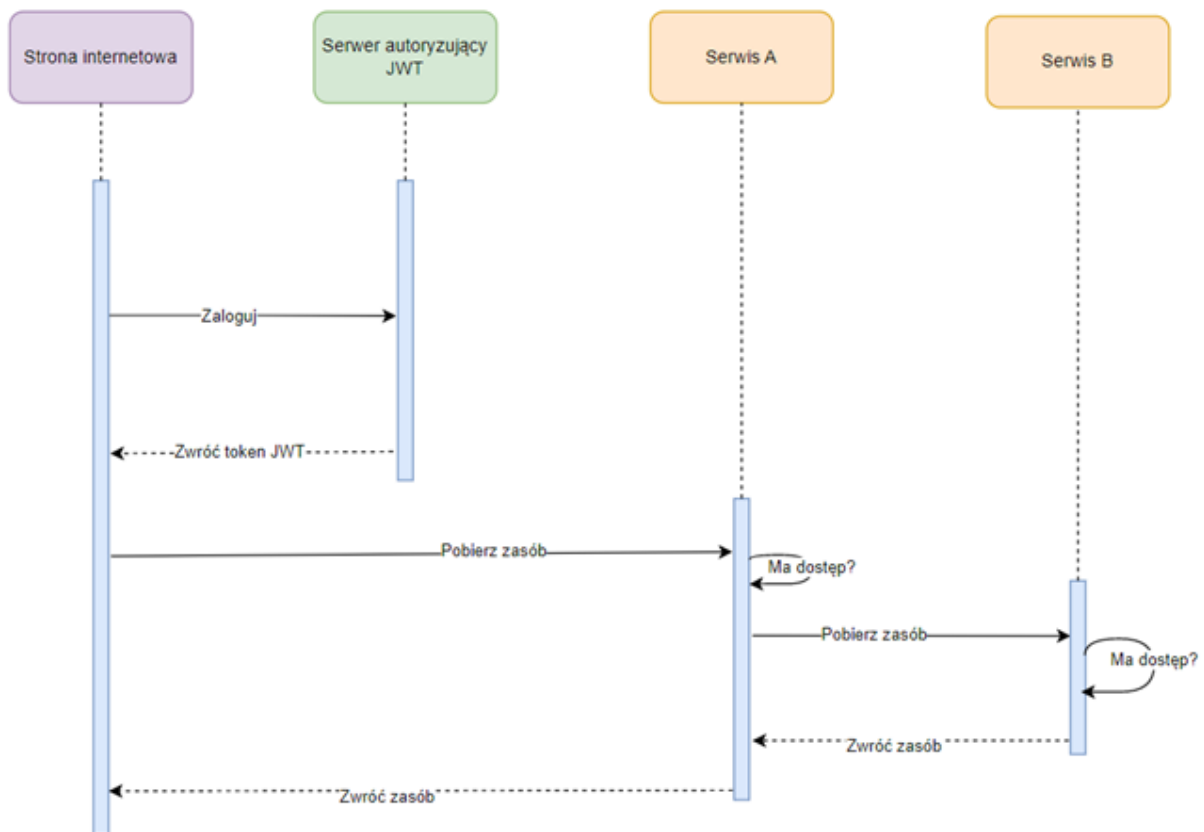 Strona internetowa
Serwer autoryzujący
JWT
Serwis A
Serwis B
Zaloguj
Zwróć token JWT
Pobierz zasób
Ma dostęp?
Pobierz zasób
Ma dostęp?
Zwróć zasób
Zwróć zasób